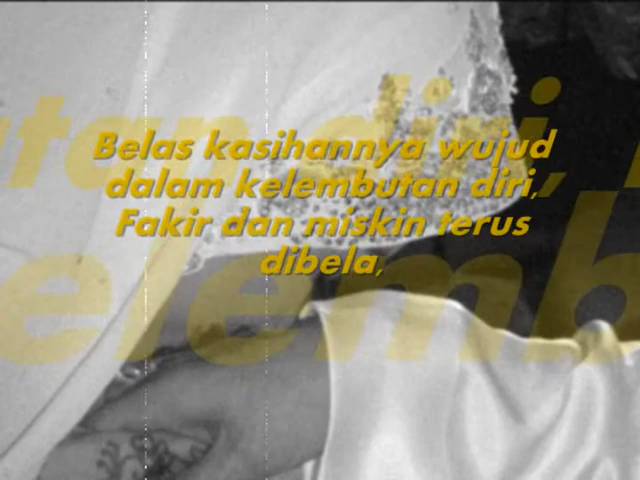 Belas kasihannya wujud
dalam kelembutan diri,
Fakir dan miskin terus
dibela,